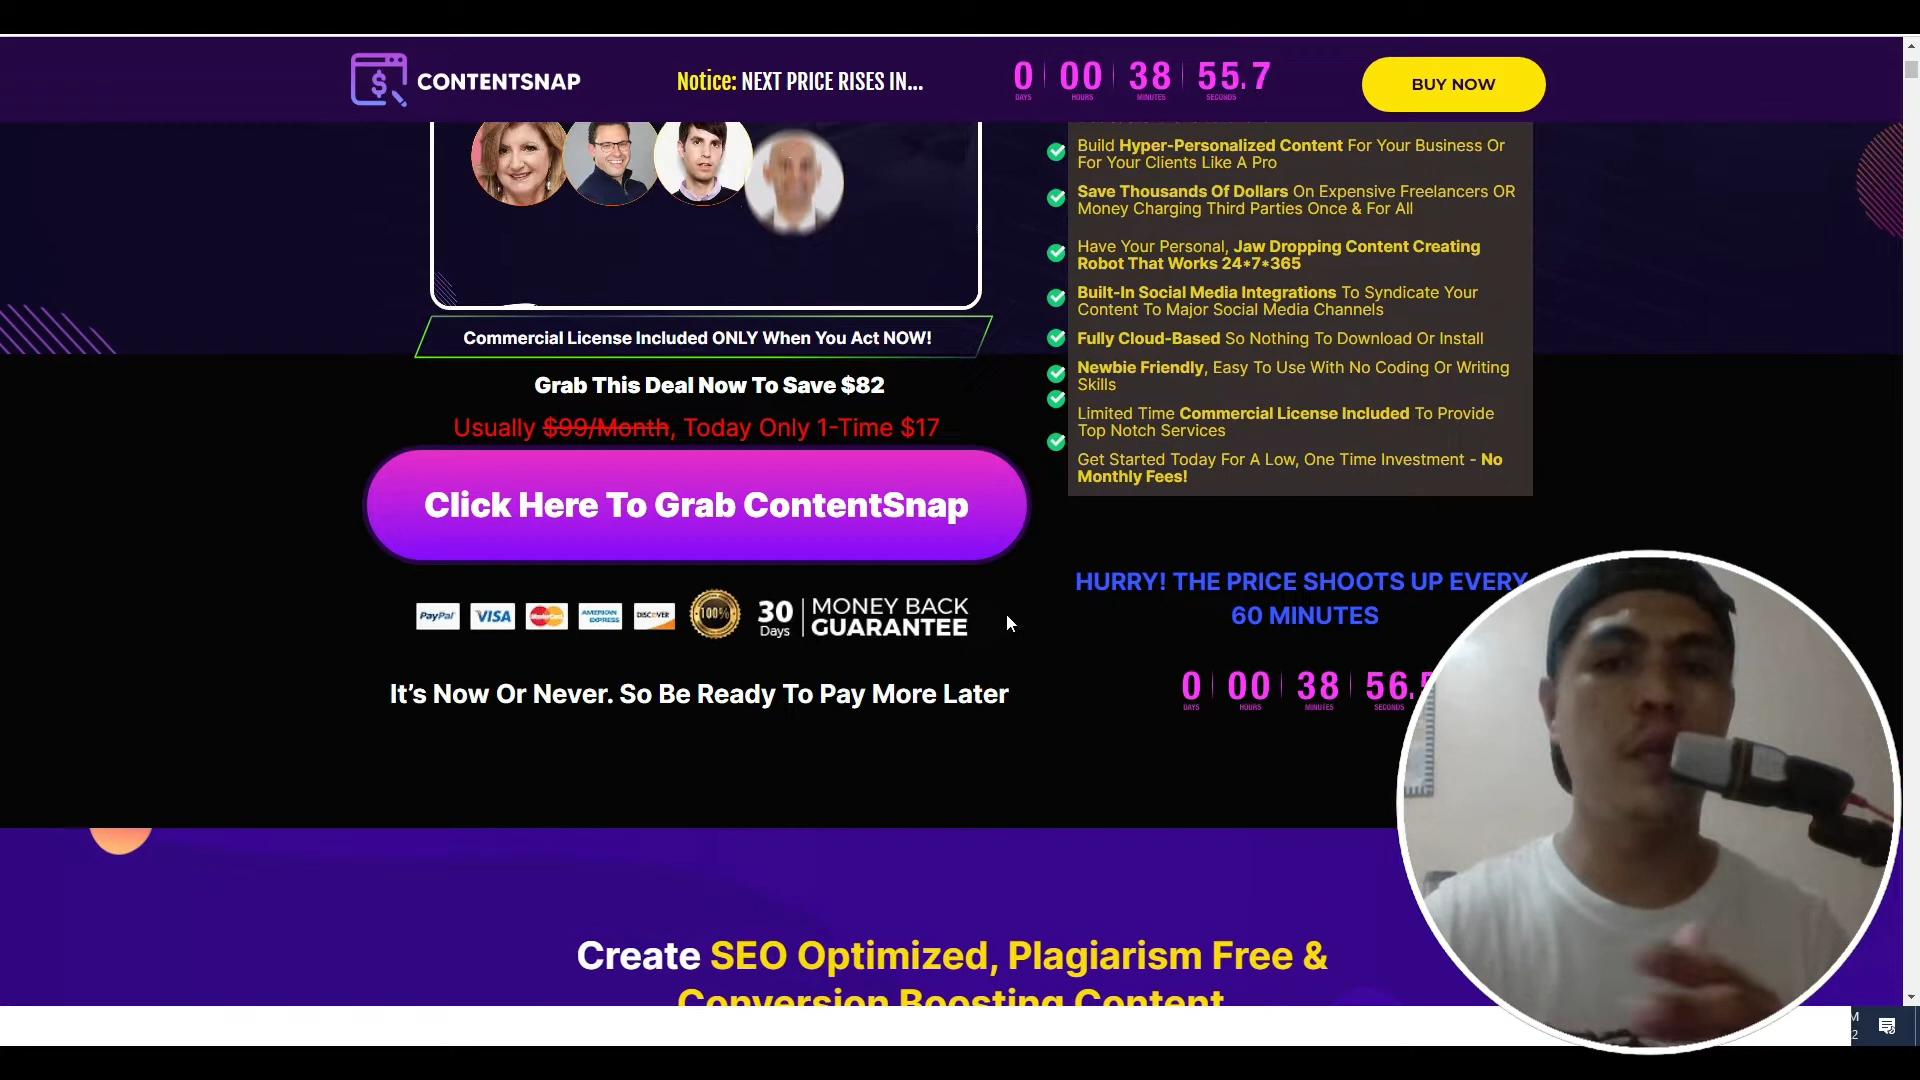 CONTENTSNAP
Notice: NEXT PRICE RISES IN...
0 00 38 55.7
DAYS HOURS MINUTES SECONDS
BUY NOW
Build Hyper-Personalized Content For Your Business Or
For Your Clients Like A Pro
Save Thousands Of Dollars On Expensive Freelancers OR
Money Charging Third Parties Once & For All
Have Your Personal, Jaw Dropping Content Creating
Robot That Works 24*7*365
Built-In Social Media Integrations To Syndicate Your
Content To Major Social Media Channels
Fully Cloud-Based So Nothing To Download Or Install
Newbie Friendly, Easy To Use With No Coding Or Writing
Skills
Limited Time Commercial License Included To Provide
Top Notch Services
Get Started Today For A Low, One Time Investment - No
Monthly Fees!
Commercial License Included ONLY When You Act NOW!
Grab This Deal Now To Save $82
Usually $99/Month, Today Only 1-Time $17
Click Here To Grab ContentSnap
PayPal VISA MasterCard AMERICAN EXPRESS DISCOVER 100% 30 Days MONEY BACK GUARANTEE
It’s Now Or Never. So Be Ready To Pay More Later
HURRY! THE PRICE SHOOTS UP EVERY
60 MINUTES
0 00 38 56.
DAYS HOURS MINUTES SECONDS
Create SEO Optimized, Plagiarism Free &
Conversion Boosting Content